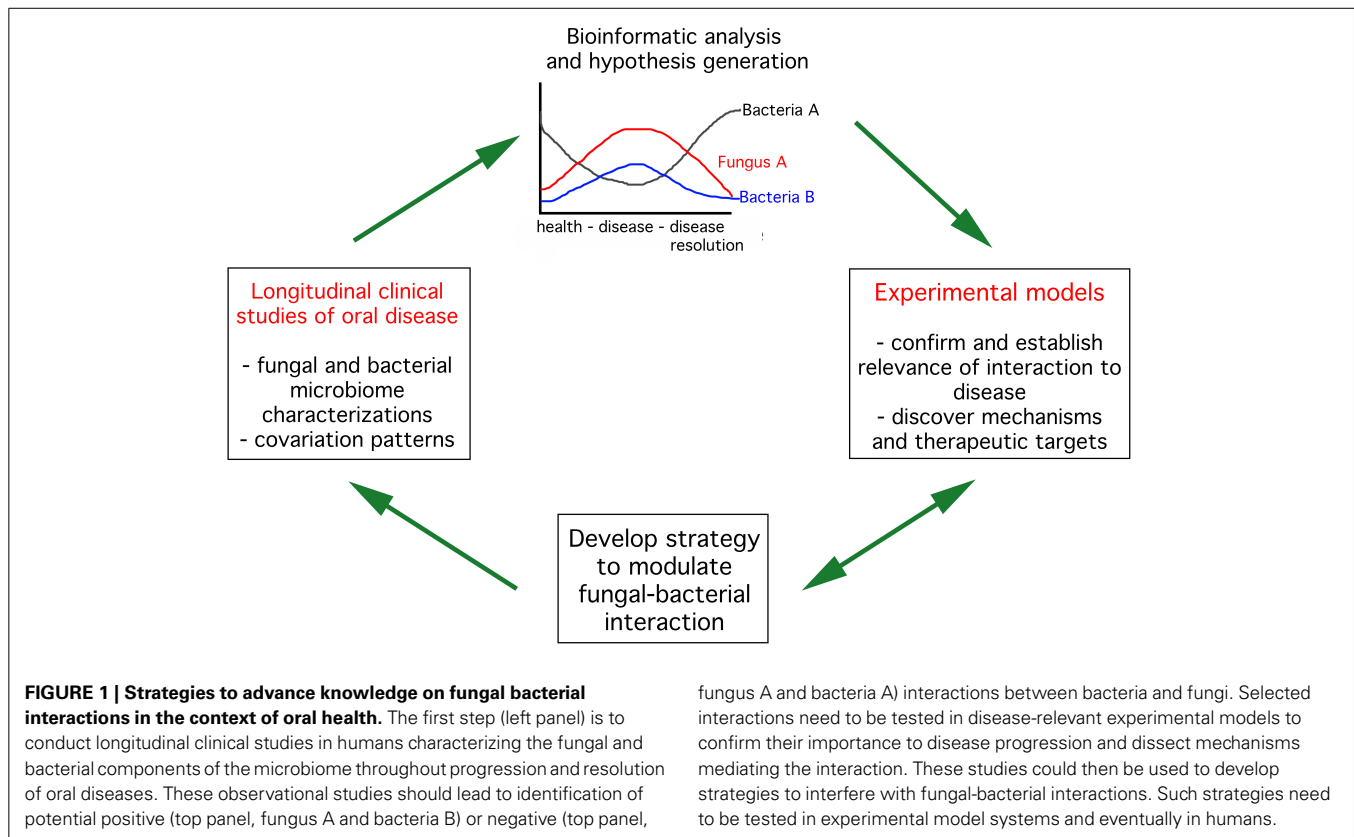 Bioinformatic analysis
and hypothesis generation
Bacteria A
Fungus A
Bacteria B
health - disease - disease
resolution
Longitudinal clinical
studies of oral disease
- fungal and bacterial
microbiome
characterizations
- covariation patterns
Experimental models
- confirm and establish
relevance of interaction to
disease
- discover mechanisms
and therapeutic targets
Develop strategy
to modulate
fungal-bacterial
interaction
FIGURE 1 | Strategies to advance knowledge on fungal bacterial
interactions in the context of oral health. The first step (left panel) is to
conduct longitudinal clinical studies in humans characterizing the fungal and
bacterial components of the microbiome throughout progression and resolution
of oral diseases. These observational studies should lead to identification of
potential positive (top panel, fungus A and bacteria B) or negative (top panel,
fungus A and bacteria A) interactions between bacteria and fungi. Selected
interactions need to be tested in disease-relevant experimental models to
confirm their importance to disease progression and dissect mechanisms
mediating the interaction. These studies could then be used to develop
strategies to interfere with fungal-bacterial interactions. Such strategies need
to be tested in experimental model systems and eventually in humans.